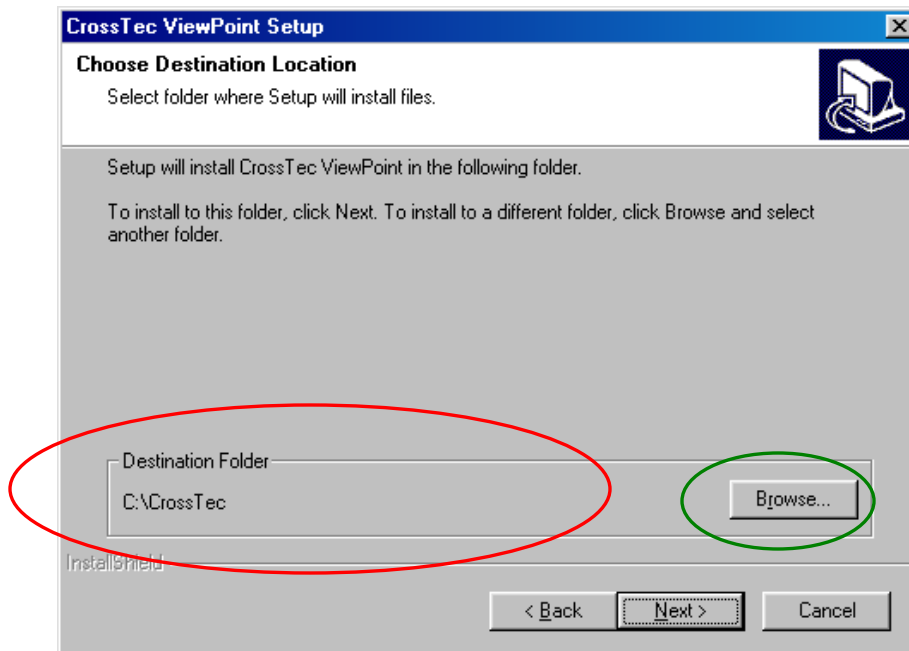 CrossTec ViewPoint Setup
Choose Destination Location
Select folder where Setup will install files.
Setup will install CrossTec ViewPoint in the following folder.
To install to this folder, click Next. To install to a different folder, click Browse and select
another folder.
Destination Folder
C:\CrossTec
Browse...
InstallShield
< Back
Next >
Cancel